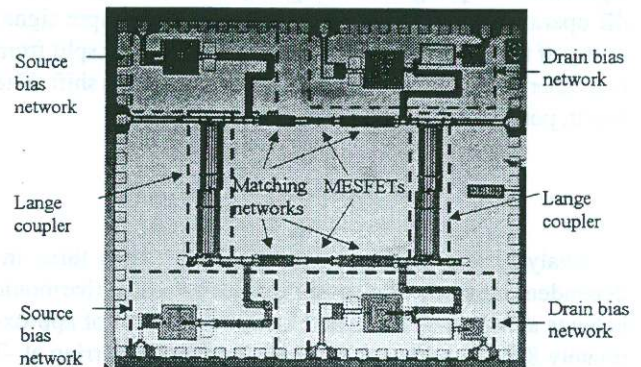 Source
bias
network
Drain bias
network
Matching
networks
MESFETs
Lange
coupler
Lange
coupler
Source
bias
network
Drain bias
network